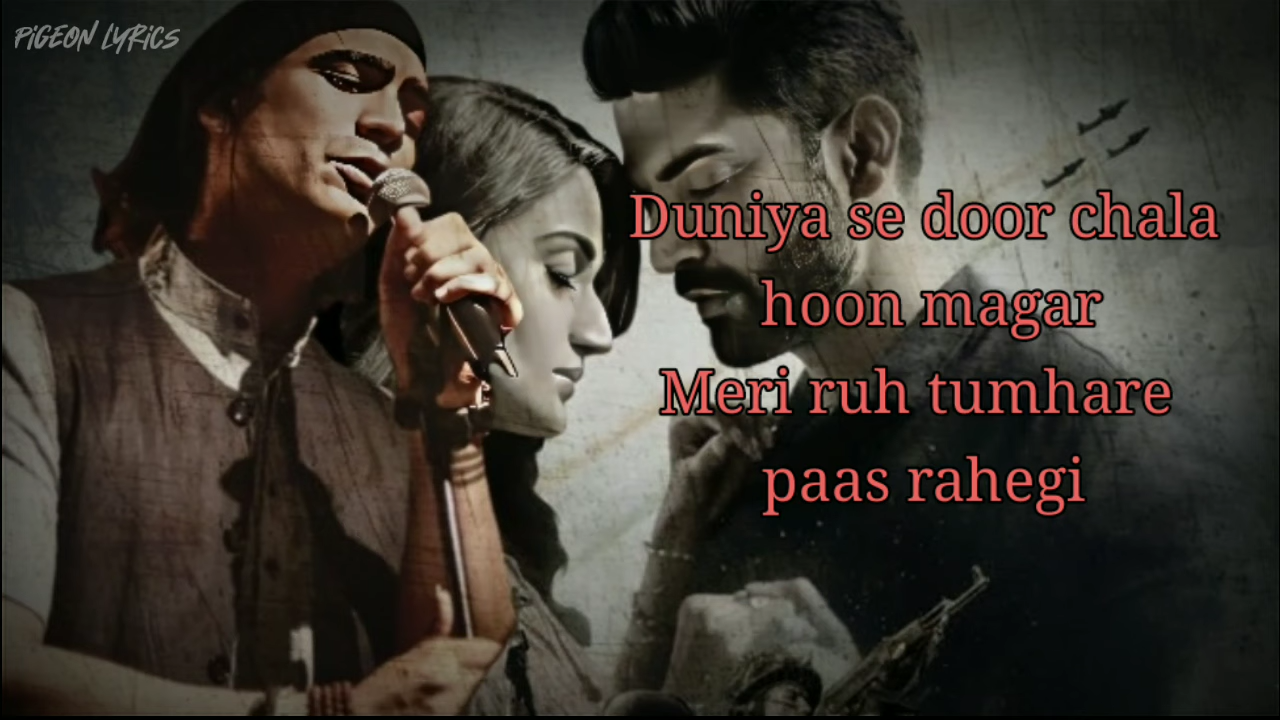 PiGEON LYRICS
Duniya se door chala
hoon magar
Meri ruh tumhare
paas rahegi